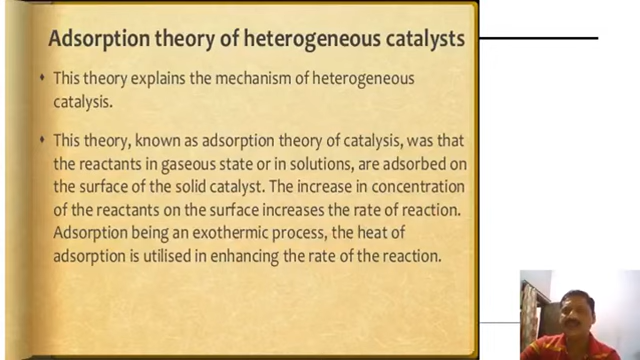 Adsorption theory of heterogeneous catalysts
This theory explains the mechanism of heterogeneous
catalysis.
This theory, known as adsorption theory of catalysis, was that
the reactants in gaseous state or in solutions, are adsorbed on
the surface of the solid catalyst. The increase in concentration
of the reactants on the surface increases the rate of reaction.
Adsorption being an exothermic process, the heat of
adsorption is utilised in enhancing the rate of the reaction.